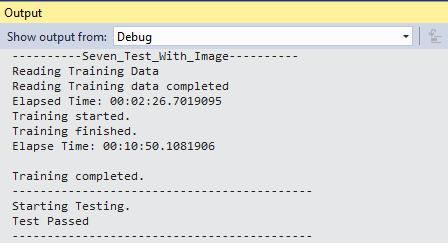 Output
Show output from: Debug
----------Seven_Test_With_Image----------
Reading Training Data
Reading Training data completed
Elapsed Time: 00:02:26.7019095
Training started.
Training finished.
Elapse Time: 00:10:50.1081906
Training completed.
-------------------------------------------
Starting Testing.
Test Passed
-------------------------------------------